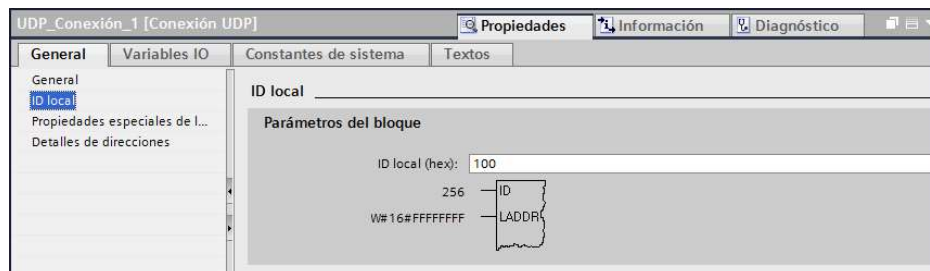 UDP_Conexión_1 [Conexión UDP]
Propiedades
Información
Diagnóstico
General
Variables IO
Constantes de sistema
Textos
General
ID local
Propiedades especiales de l...
Detalles de direcciones
ID local
Parámetros del bloque
ID local (hex): 100
256 ID
W#16#FFFFFFFF LADDR